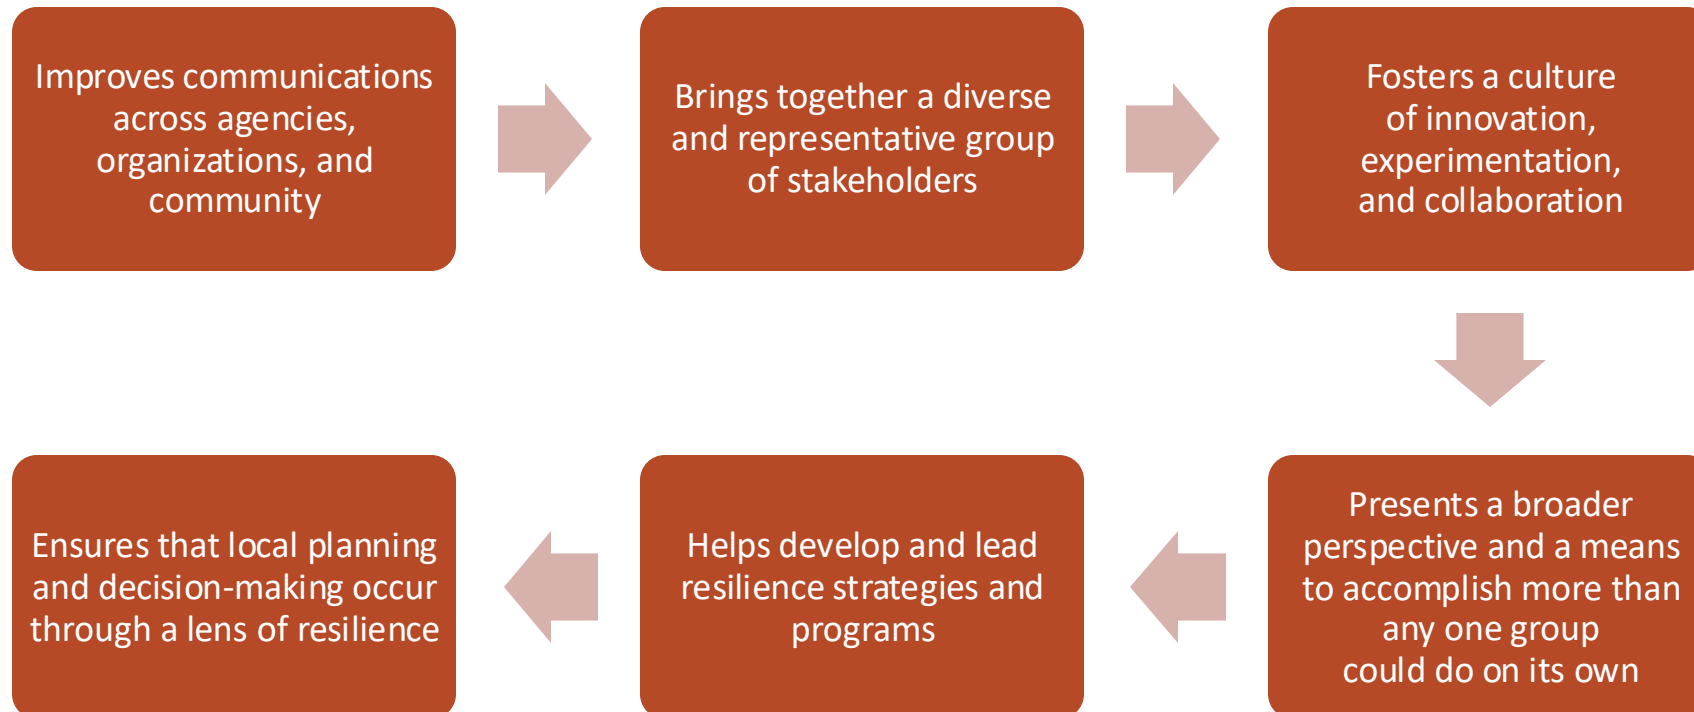 Improves communications
across agencies,
organizations, and
community
Brings together a diverse
and representative group
of stakeholders
Fosters a culture
of innovation,
experimentation,
and collaboration
Presents a broader
perspective and a means
to accomplish more than
any one group
could do on its own
Helps develop and lead
resilience strategies and
programs
Ensures that local planning
and decision-making occur
through a lens of resilience